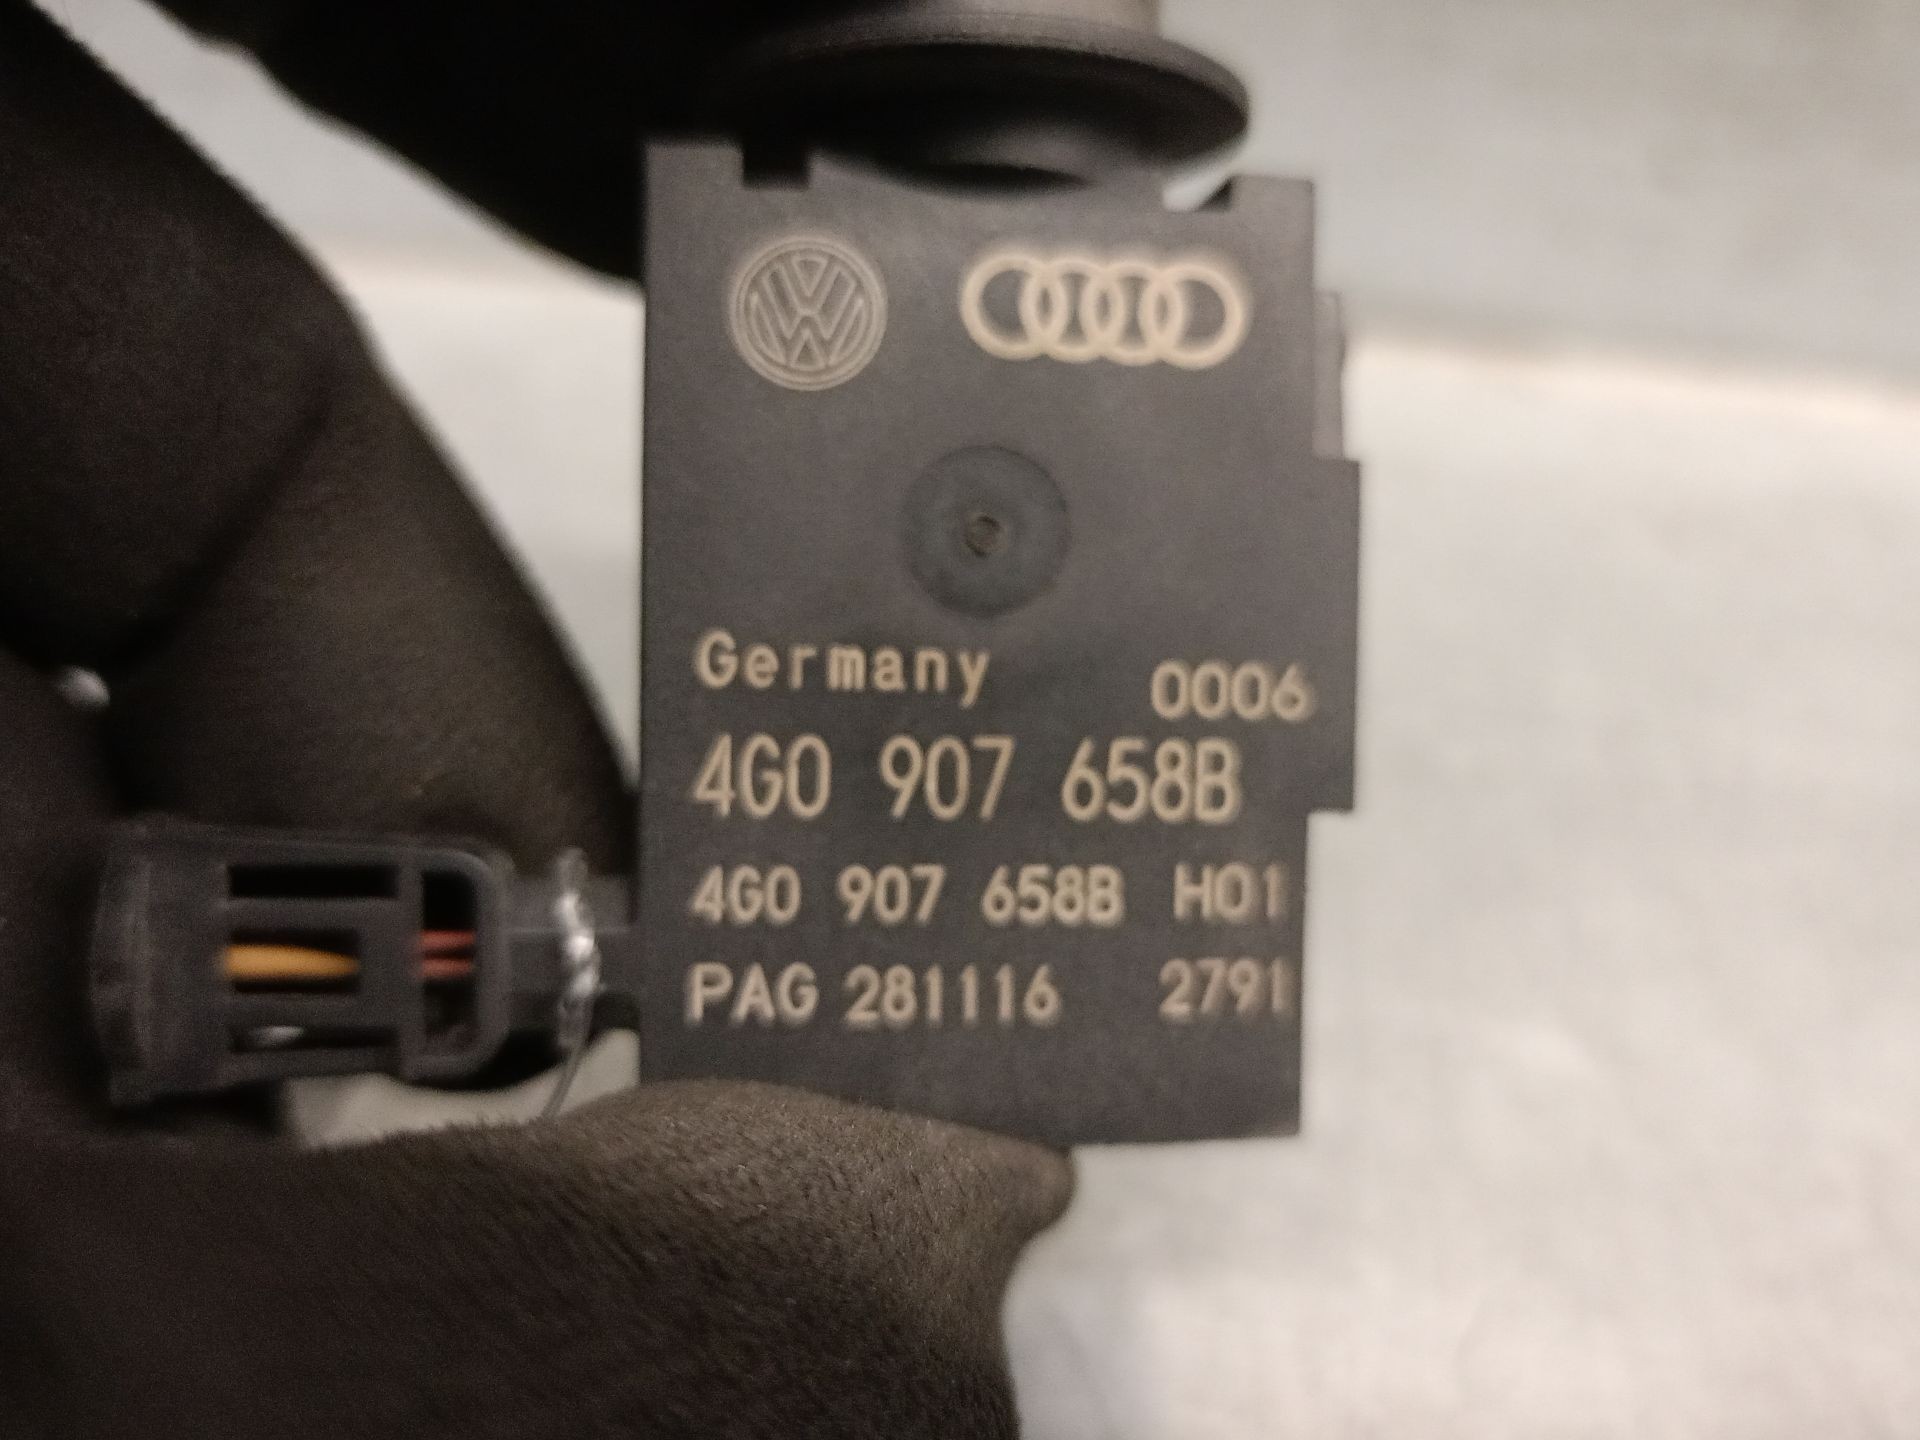 Germany 0006
4G0 907 658B
4G0 907 658B H01
PAG 281116 2791